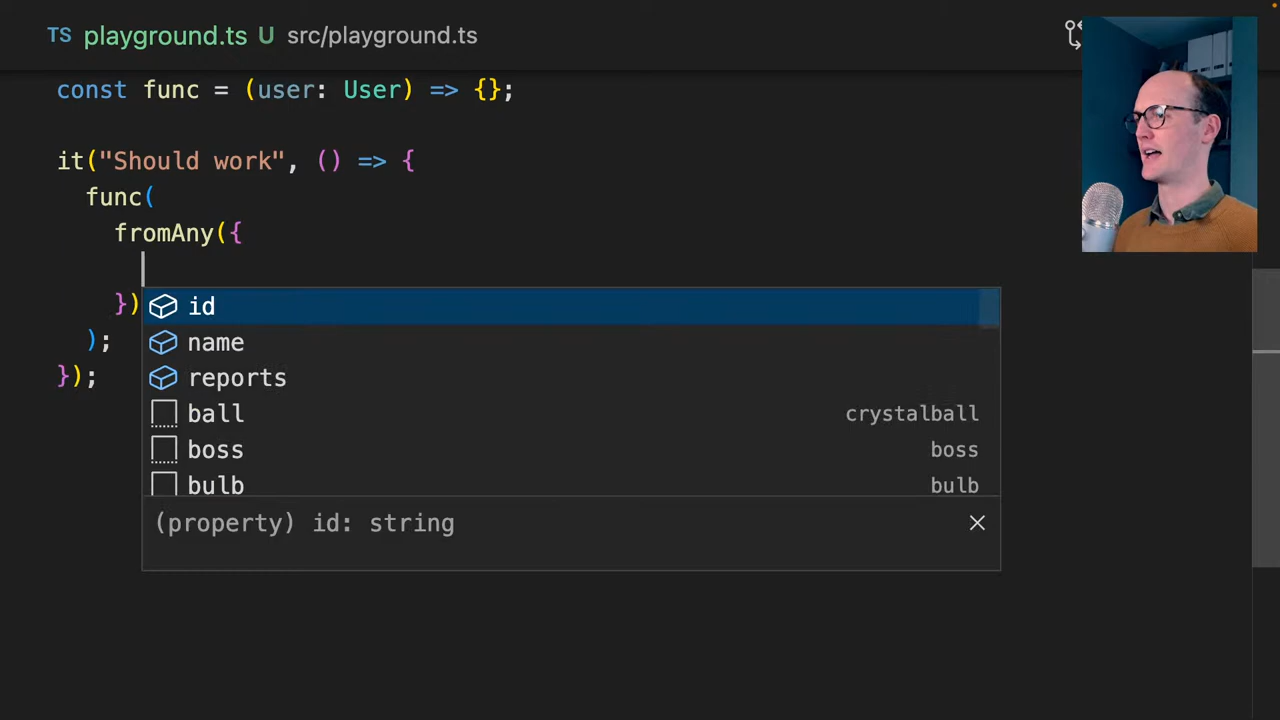 TS playground.ts U src/playground.ts
const func = (user: User) => {};
it("Should work", () => {
func(
fromAny({
})
);
});
id
name
reports
ball crystalball
boss boss
bulb bulb
(property) id: string